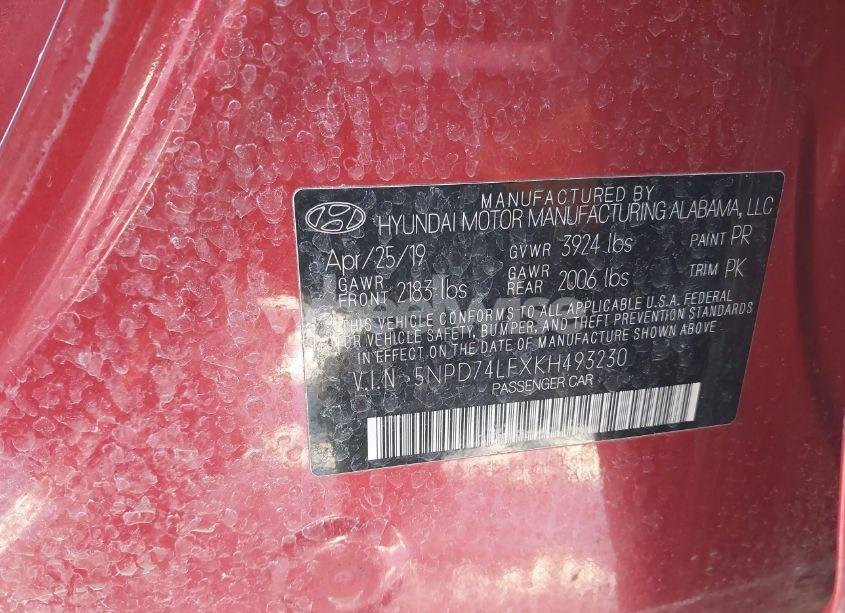 MANUFACTURED BY
HYUNDAI MOTOR MANUFACTURING ALABAMA, LLC
Apr/25/19 GVWR 3924 lbs PAINT PR
GAWR FRONT 2183 lbs GAWR REAR 2006 lbs TRIM PK
THIS VEHICLE CONFORMS TO ALL APPLICABLE U.S.A. FEDERAL
MOTOR VEHICLE SAFETY, BUMPER, AND THEFT PREVENTION STANDARDS
IN EFFECT ON THE DATE OF MANUFACTURE SHOWN ABOVE
V.I.N 5NPD74LFXKH493230
PASSENGER CAR